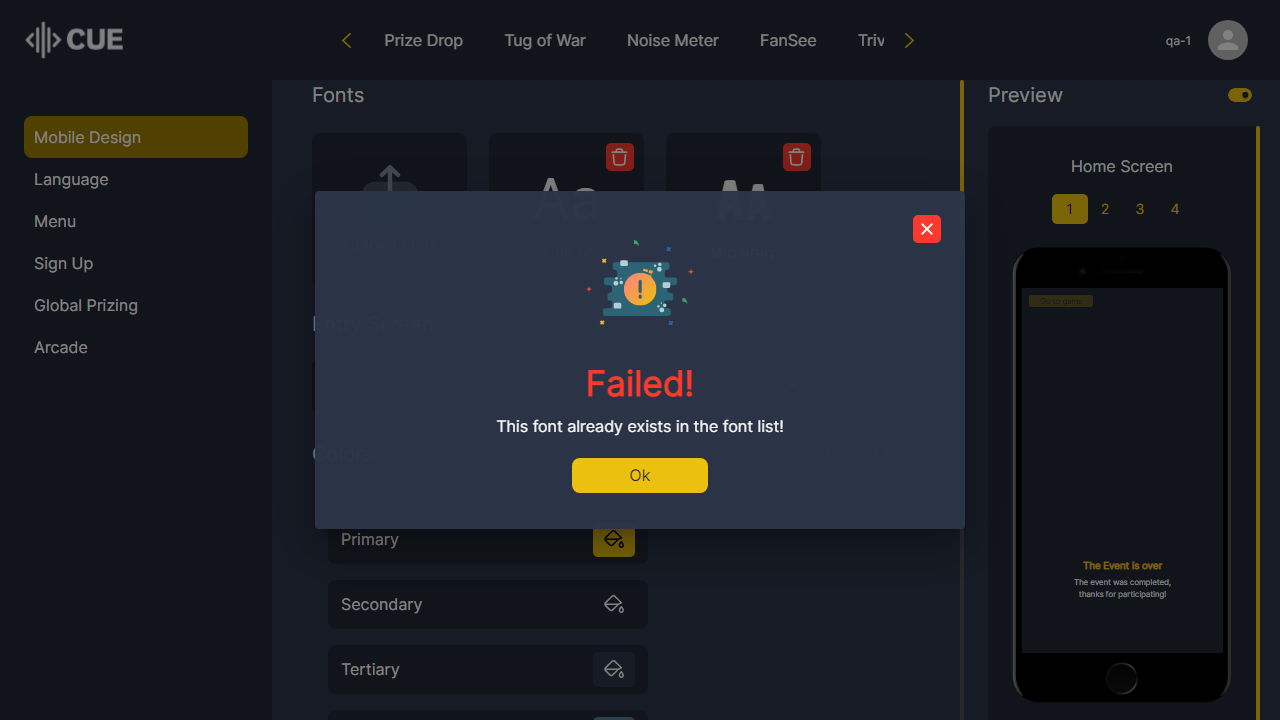 CUE
Prize Drop
Tug of War
Noise Meter
FanSee
Triv
qa-1
Mobile Design
Language
Menu
Sign Up
Global Prizing
Arcade
Fonts
Aa
AA
Failed!
This font already exists in the font list!
Ok
Primary
Secondary
Tertiary
Preview
Home Screen
1
2
3
4
Go to game
The Event is over
The event was completed,
thanks for participating!